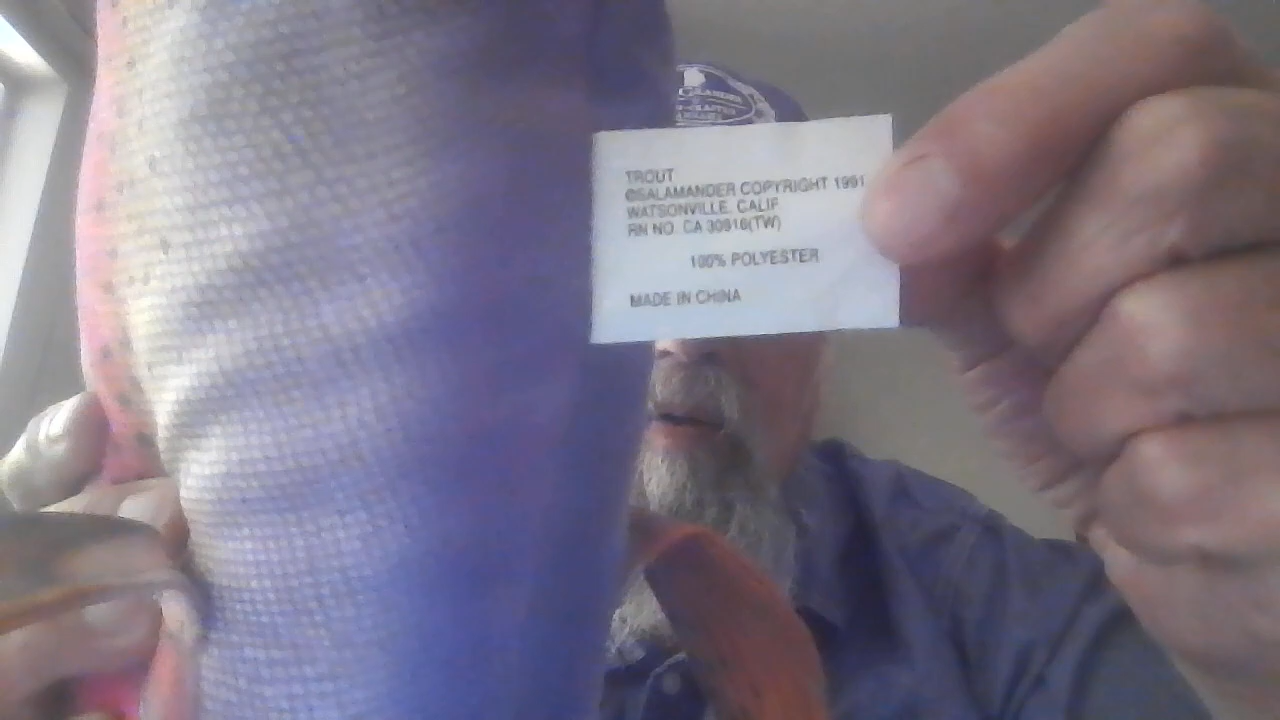 TROUT
©SALAMANDER COPYRIGHT 1991
WATSONVILLE, CALIF
RN NO. CA 30916(TW)
100% POLYESTER
MADE IN CHINA